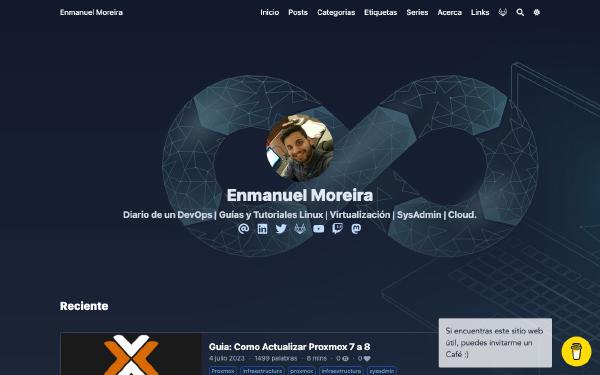 Enmanuel Moreira
Inicio Posts Categorias Etiquetas Series Acerca Links
Enmanuel Moreira
Diario de un DevOps | Guías y Tutoriales Linux | Virtualización | SysAdmin | Cloud.
Reciente
Guia: Como Actualizar Proxmox 7 a 8
4 julio 2023 · 1499 palabras · 8 mins · 0 · 0
Proxmox infraestructura proxmox infraestructura sysadmin
Si encuentras este sitio web
útil, puedes invitarme un
Café :)